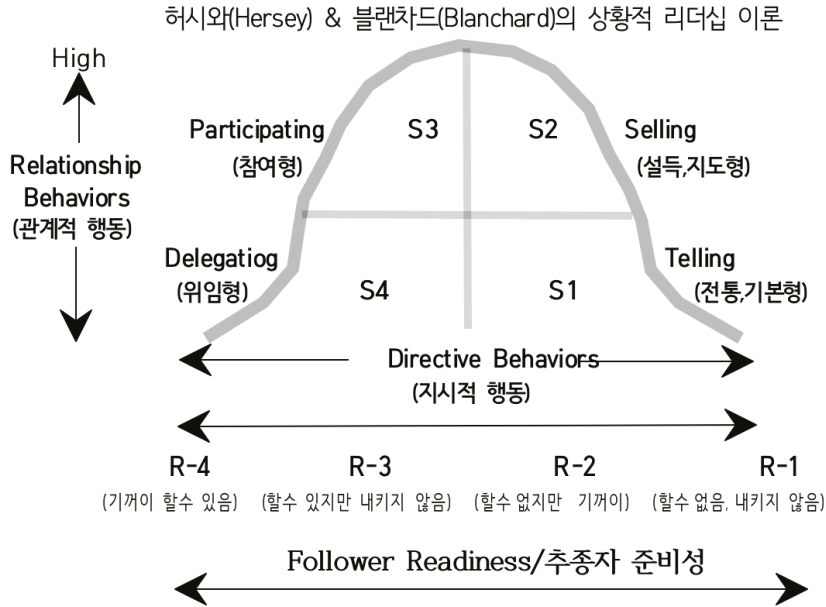 허시와(Hersey) & 블랜차드(Blanchard)의 상황적 리더십 이론
High
Relationship
Behaviors
(관계적 행동)
Participating
(참여형)
S3
S2
Selling
(설득,지도형)
Delegatiog
(위임형)
S4
S1
Telling
(전통,기본형)
Directive Behaviors
(지시적 행동)
R-4 R-3 R-2 R-1
(기꺼이 할수 있음) (할수 있지만 내키지 않음) (할수 없지만 기꺼이) (할수 없음, 내키지 않음)
Follower Readiness/추종자 준비성